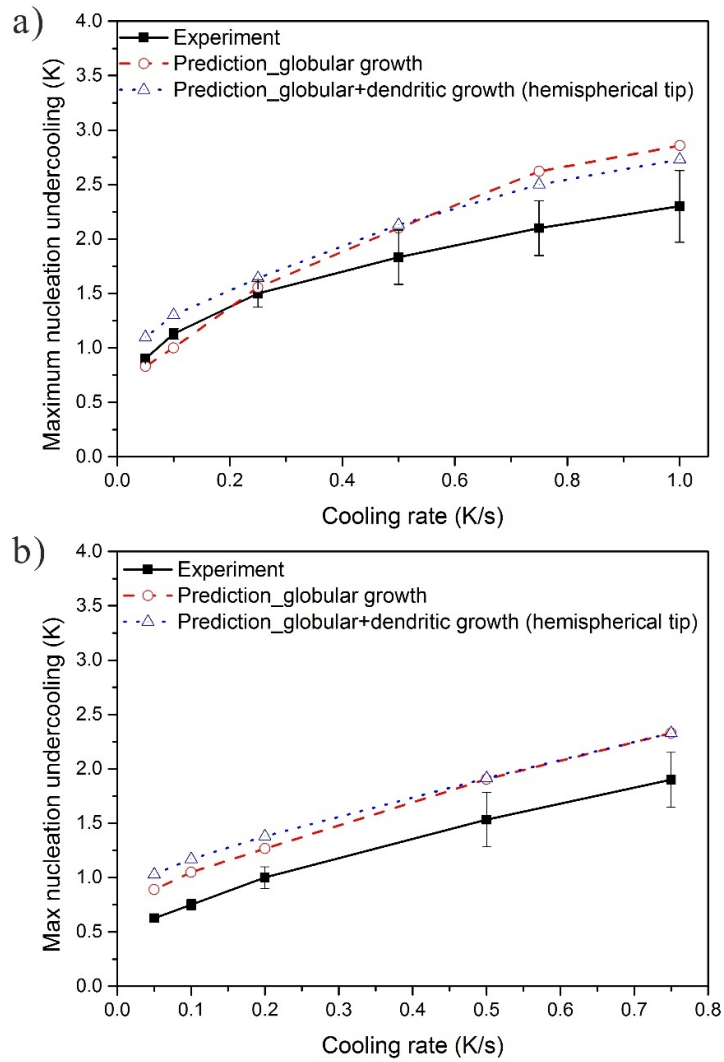 a)
4.0
3.5
3.0
2.5
2.0
1.5
1.0
0.5
0.0
Maximum nucleation undercooling (K)
Experiment
Prediction_globular growth
Prediction_globular+dendritic growth (hemispherical tip)
0.0 0.2 0.4 0.6 0.8 1.0
Cooling rate (K/s)
b)
4.0
3.5
3.0
2.5
2.0
1.5
1.0
0.5
0.0
Max nucleation undercooling (K)
Experiment
Prediction_globular growth
Prediction_globular+dendritic growth (hemispherical tip)
0.0 0.1 0.2 0.3 0.4 0.5 0.6 0.7 0.8
Cooling rate (K/s)